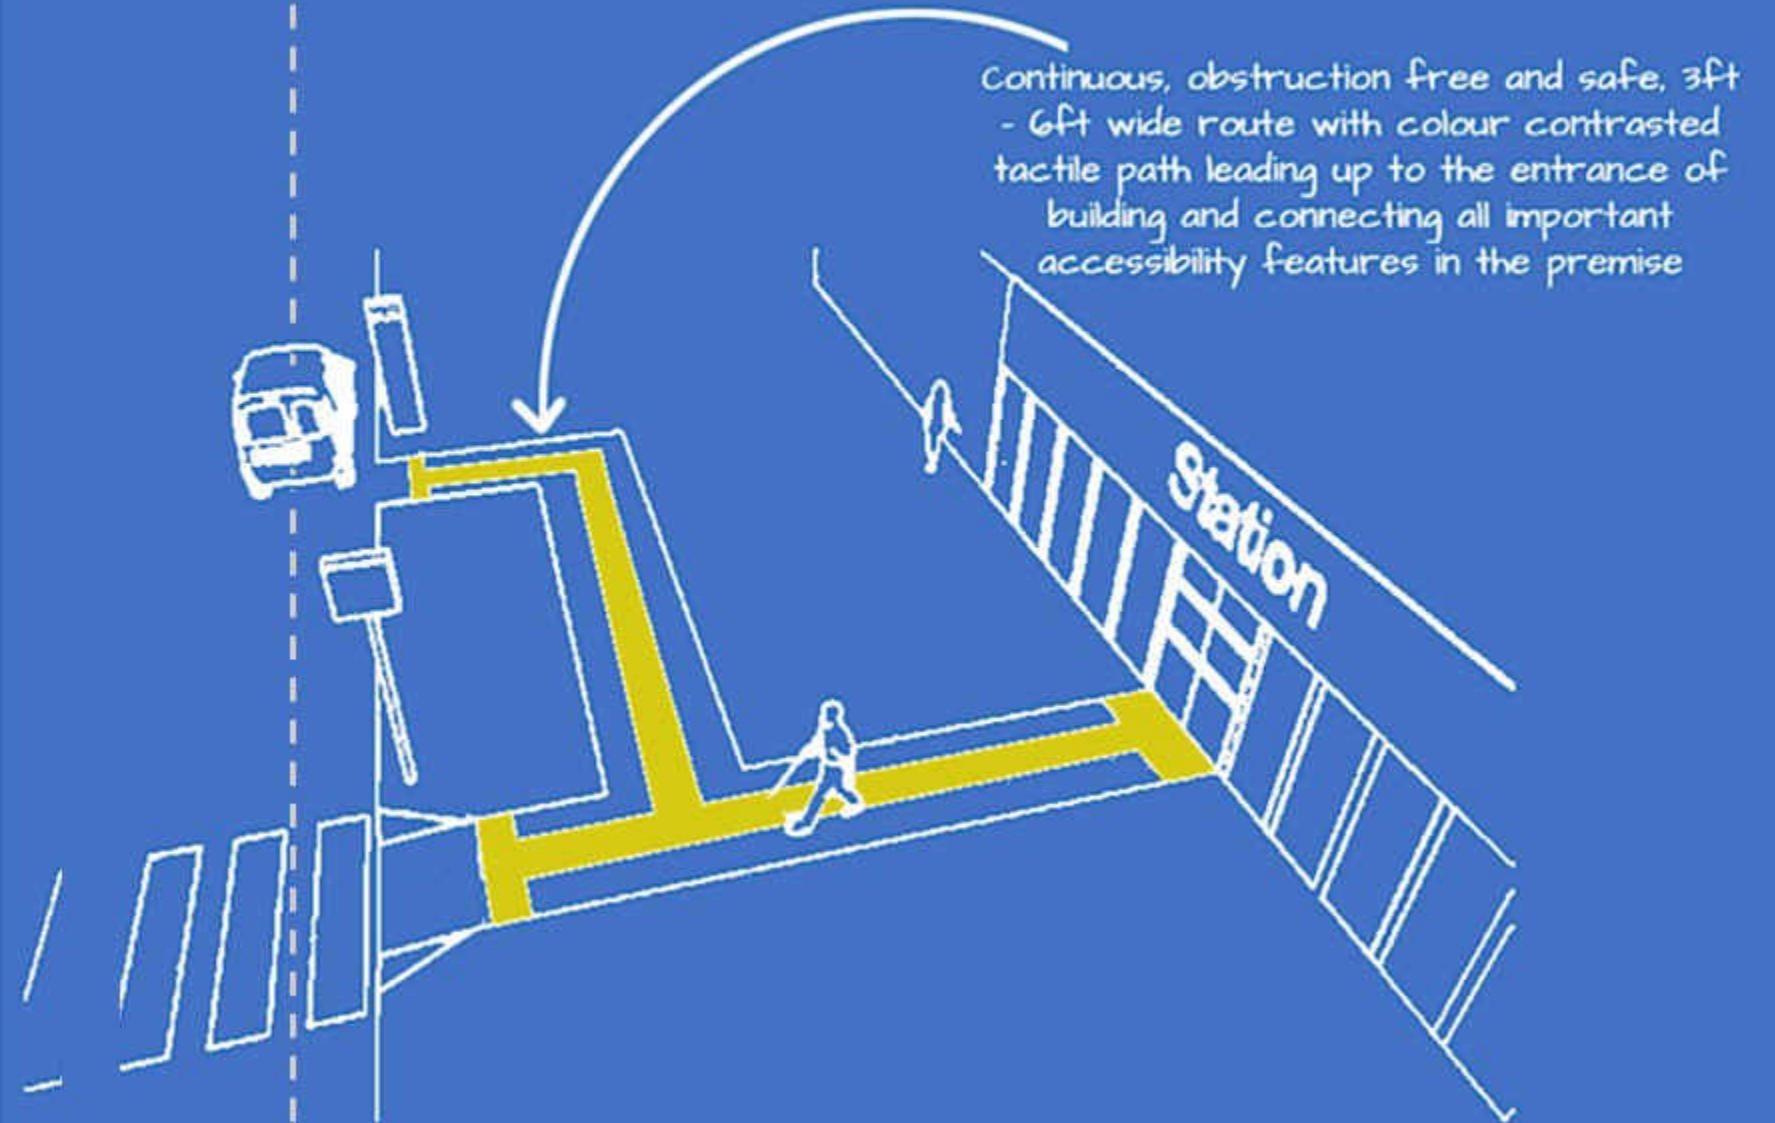 Continuous, obstruction free and safe, 3ft
- 6ft wide route with colour contrasted
tactile path leading up to the entrance of
building and connecting all important
accessibility features in the premise
Station